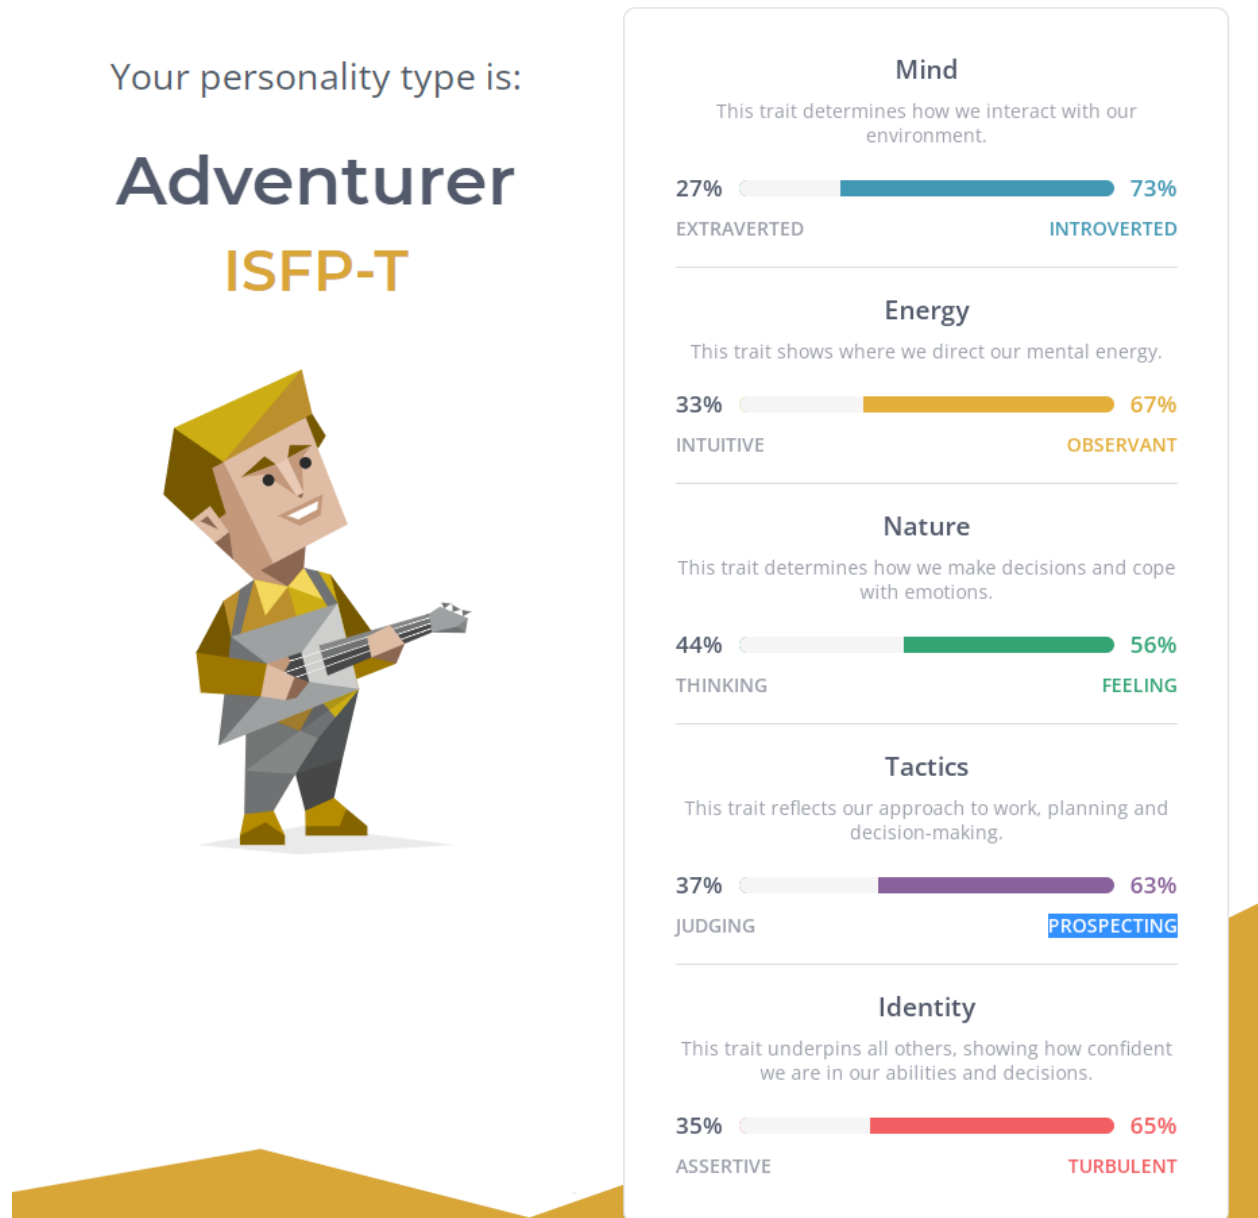 Your personality type is:
Adventurer
ISFP-T
Mind
This trait determines how we interact with our
environment.
27% 73%
EXTRAVERTED INTROVERTED
Energy
This trait shows where we direct our mental energy.
33% 67%
INTUITIVE OBSERVANT
Nature
This trait determines how we make decisions and cope
with emotions.
44% 56%
THINKING FEELING
Tactics
This trait reflects our approach to work, planning and
decision-making.
37% 63%
JUDGING PROSPECTING
Identity
This trait underpins all others, showing how confident
we are in our abilities and decisions.
35% 65%
ASSERTIVE TURBULENT